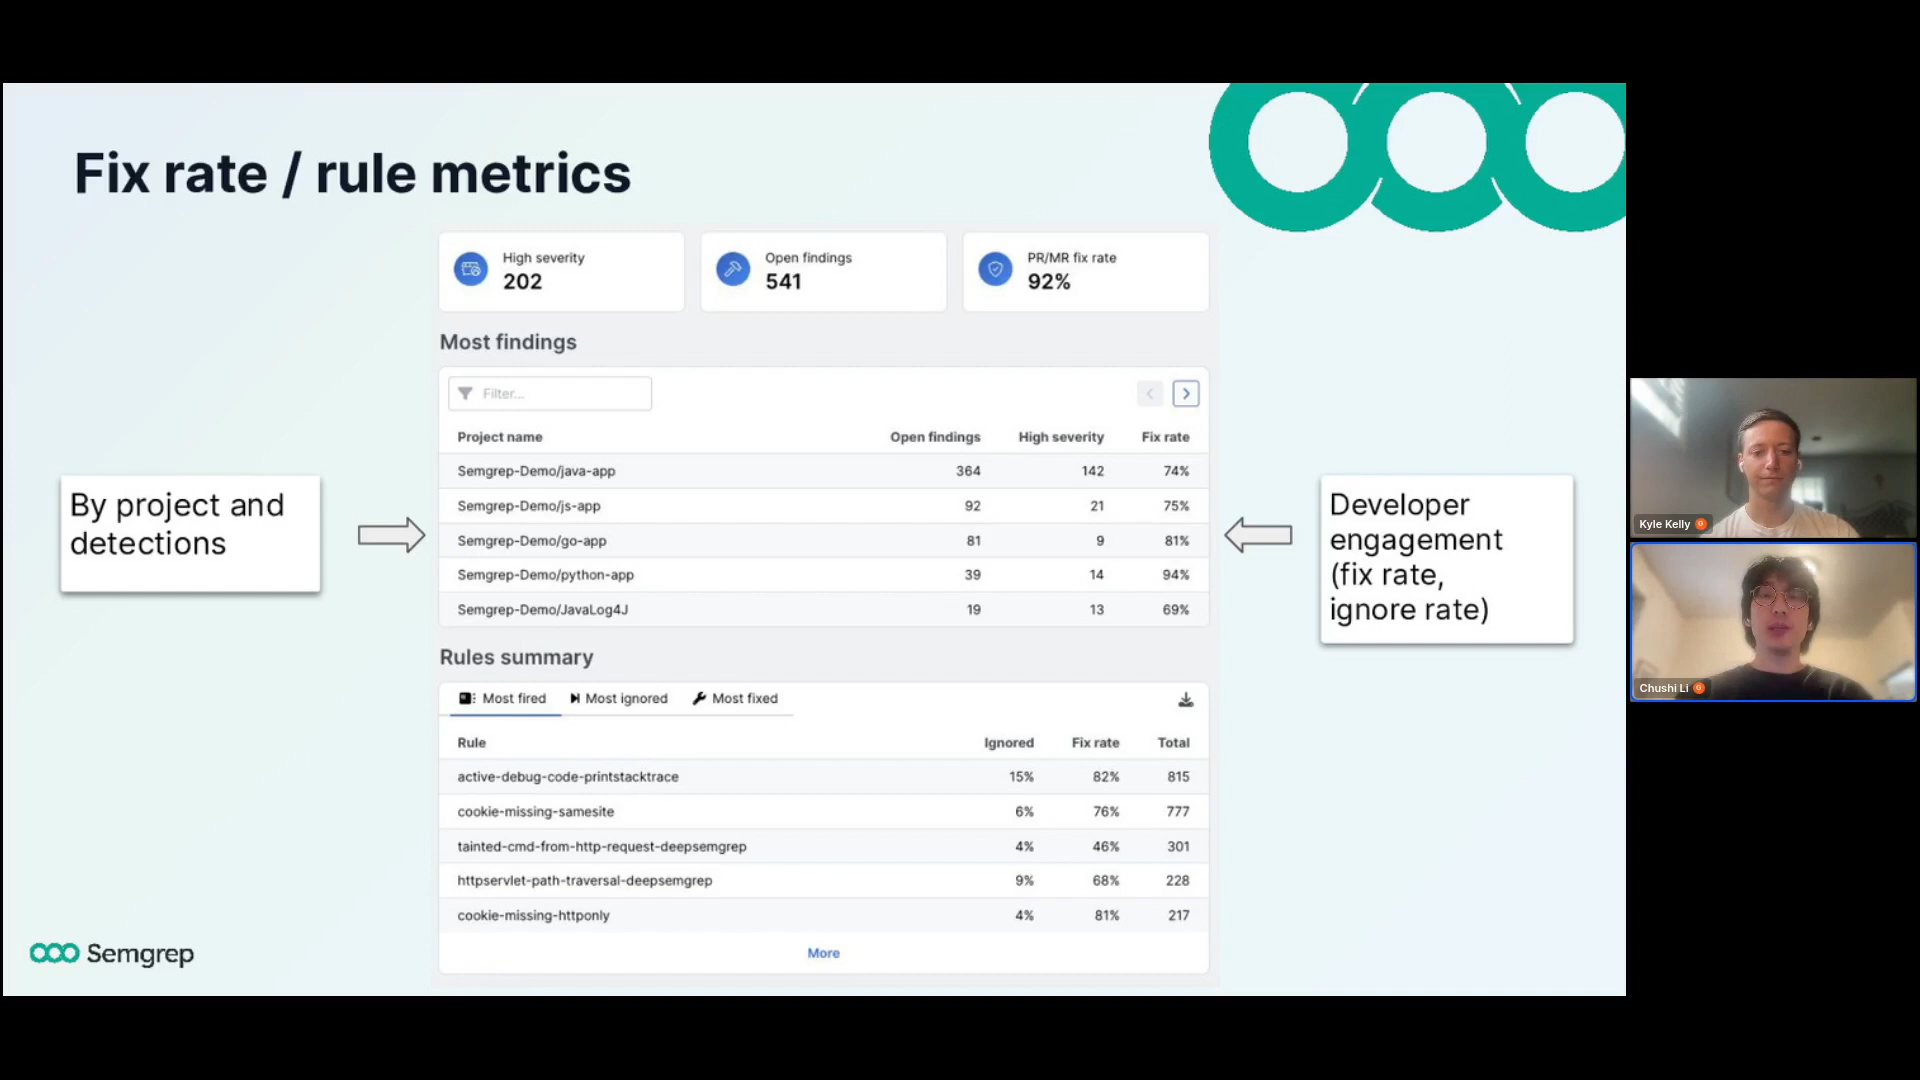 Fix rate / rule metrics
High severity
202
Open findings
541
PR/MR fix rate
92%
Most findings
Filter...
Project name Open findings High severity Fix rate
Semgrep-Demo/java-app 364 142 74%
Semgrep-Demo/js-app 92 21 75%
Semgrep-Demo/go-app 81 9 81%
Semgrep-Demo/python-app 39 14 94%
Semgrep-Demo/JavaLog4J 19 13 69%
By project and
detections
Developer
engagement
(fix rate,
ignore rate)
Rules summary
Most fired Most ignored Most fixed
Rule Ignored Fix rate Total
active-debug-code-printstacktrace 15% 82% 815
cookie-missing-samesite 6% 76% 777
tainted-cmd-from-http-request-deepsemgrep 4% 46% 301
httpservlet-path-traversal-deepsemgrep 9% 68% 228
cookie-missing-httponly 4% 81% 217
More
Semgrep
Kyle Kelly G
Chushi Li G